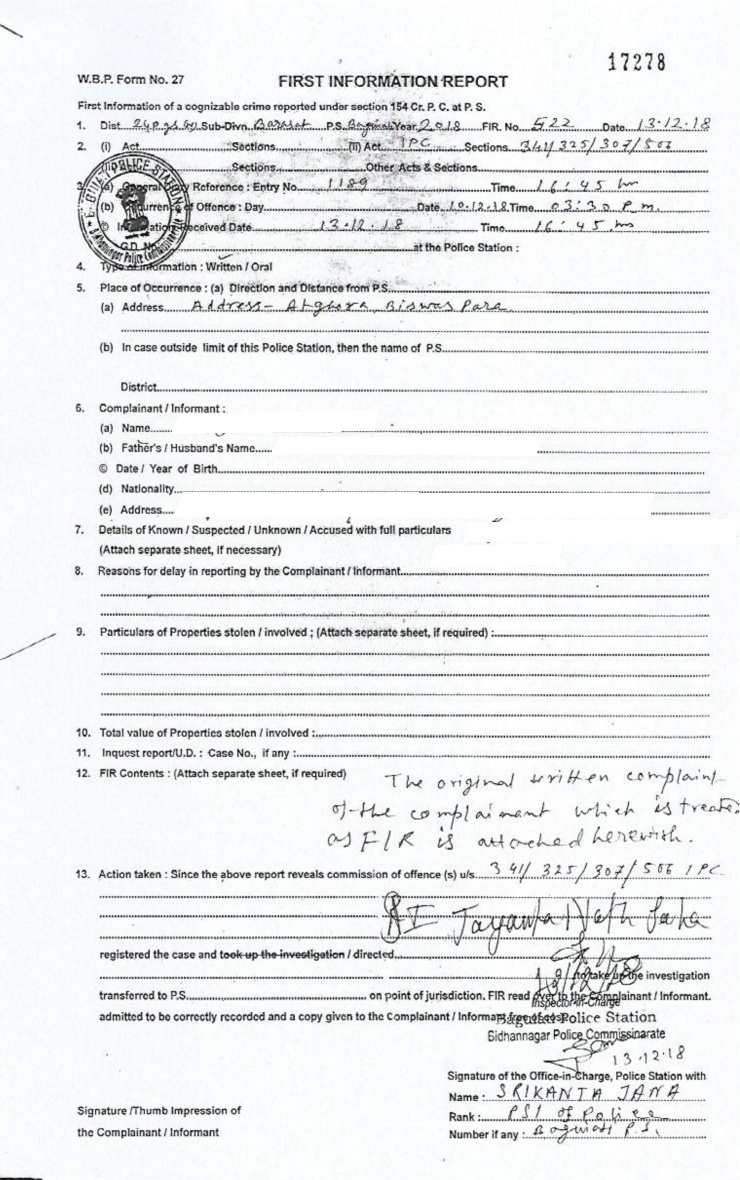 17278
W.B.P. Form No. 27
FIRST INFORMATION REPORT
First Information of a cognizable crime reported under section 154 Cr. P. C. at P. S.
1. Dist. 24 P.gs (N) Sub-Divn. Barasat P.S. Baguiati Year 2018 FIR. No. 522 Date 13.12.18
2. (i) Act Sections (ii) Act IPC Sections 341/325/307/506
Sections Other Acts & Sections
3. (a) General Reference : Entry No. 1189 Time 16:45 hr
(b) Occurrence of Offence : Day Date 10.12.18 Time 03:30 P.m.
© Information Received Date 13.12.18 Time 16:45 hr
G.D. No. at the Police Station :
4. Type of Information : Written / Oral
5. Place of Occurrence : (a) Direction and Distance from P.S.
(a) Address Address - Atghora, Biswas Para
(b) In case outside limit of this Police Station, then the name of P.S.
District
6. Complainant / Informant :
(a) Name
(b) Father's / Husband's Name
© Date / Year of Birth
(d) Nationality
(e) Address
7. Details of Known / Suspected / Unknown / Accused with full particulars
(Attach separate sheet, if necessary)
8. Reasons for delay in reporting by the Complainant / Informant
9. Particulars of Properties stolen / involved ; (Attach separate sheet, if required) :
10. Total value of Properties stolen / involved :
11. Inquest report/U.D. : Case No., if any :
12. FIR Contents : (Attach separate sheet, if required) The original written complaint
of the complainant which is treated
as FIR is attached herewith.
13. Action taken : Since the above report reveals commission of offence (s) u/s 341/325/307/506 IPC
SI Jayanta Nath Saha
registered the case and took up the investigation / directed
to take up the investigation
transferred to P.S. on point of jurisdiction. FIR read over to the Complainant / Informant.
Inspector-in-Charge
admitted to be correctly recorded and a copy given to the Complainant / Informant free of cost
Baguiati Police Station
Bidhannagar Police Commissinarate
13.12.18
Signature of the Office-in-Charge, Police Station with
Name : SRIKANTA JANA
Signature /Thumb Impression of
Rank : PSI of Police
the Complainant / Informant
Number if any : Baguiati P.S.